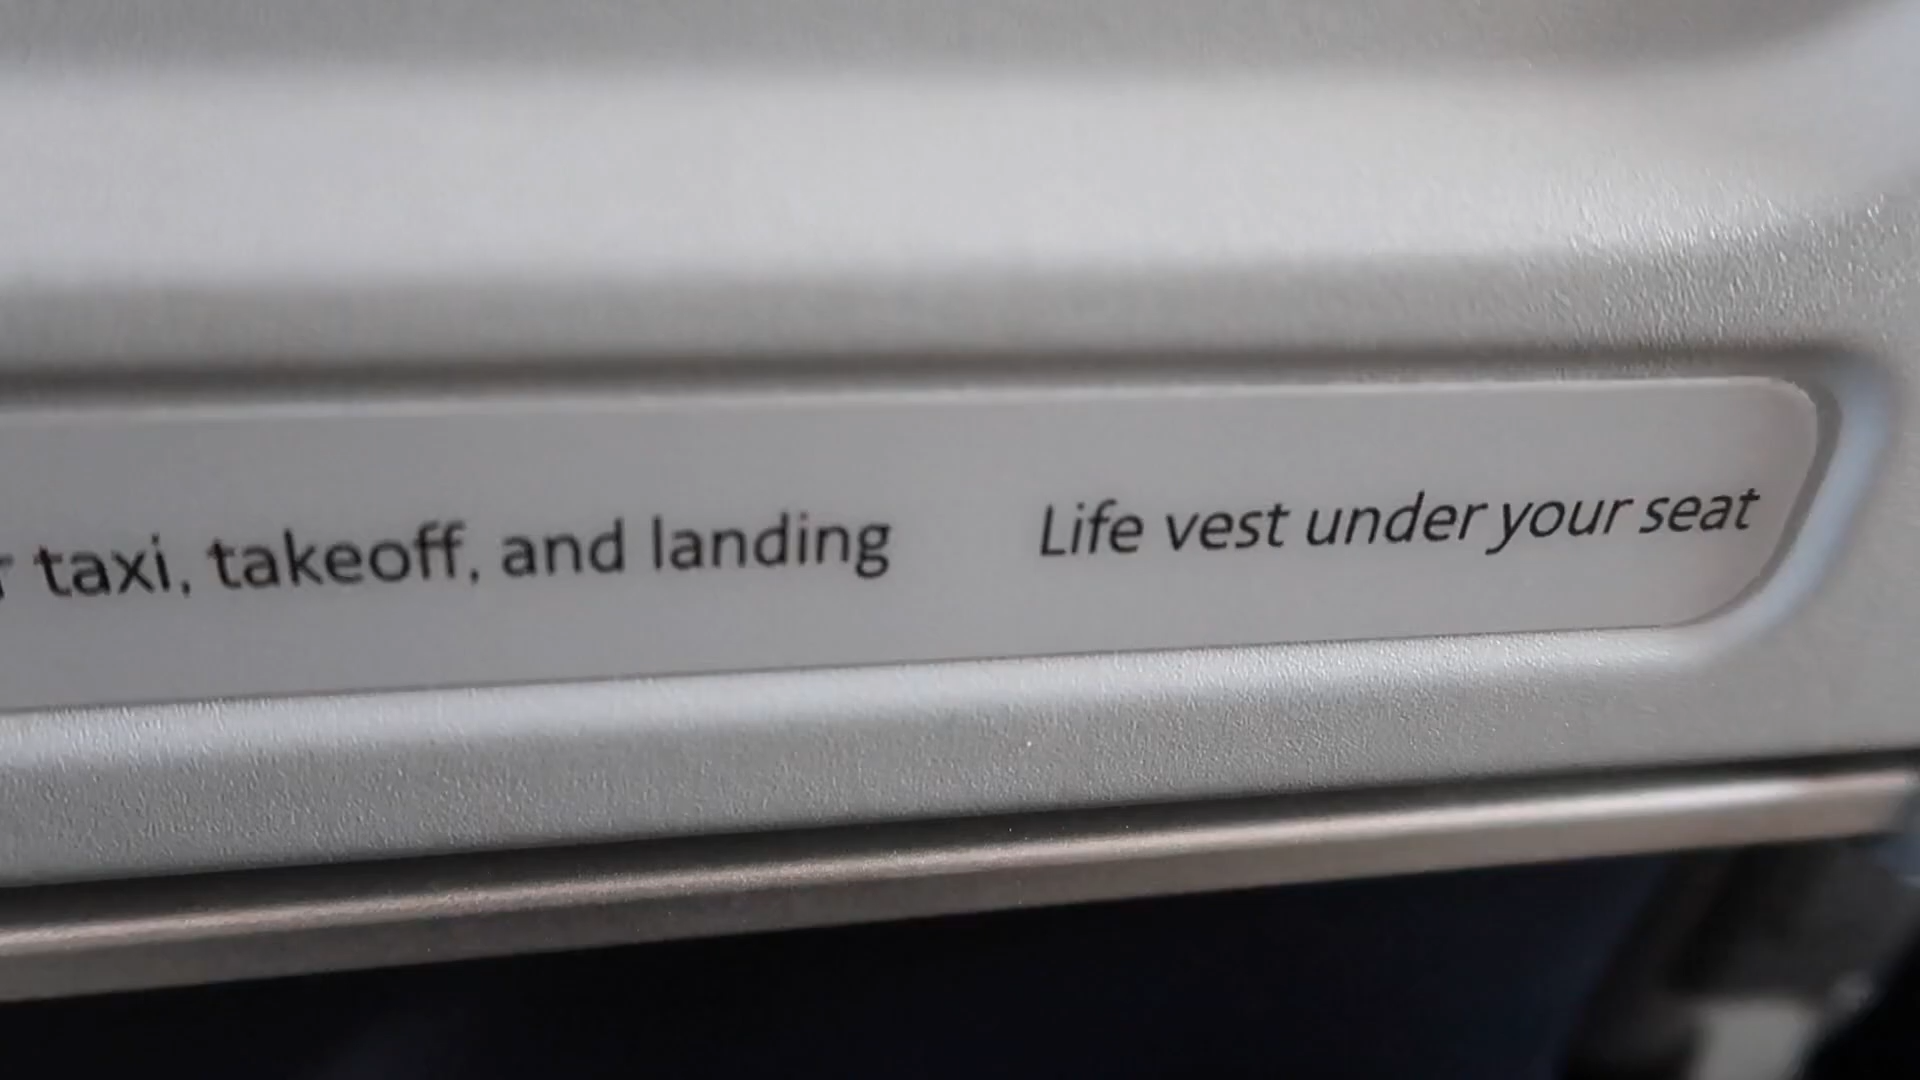 taxi, takeoff, and landing
Life vest under your seat